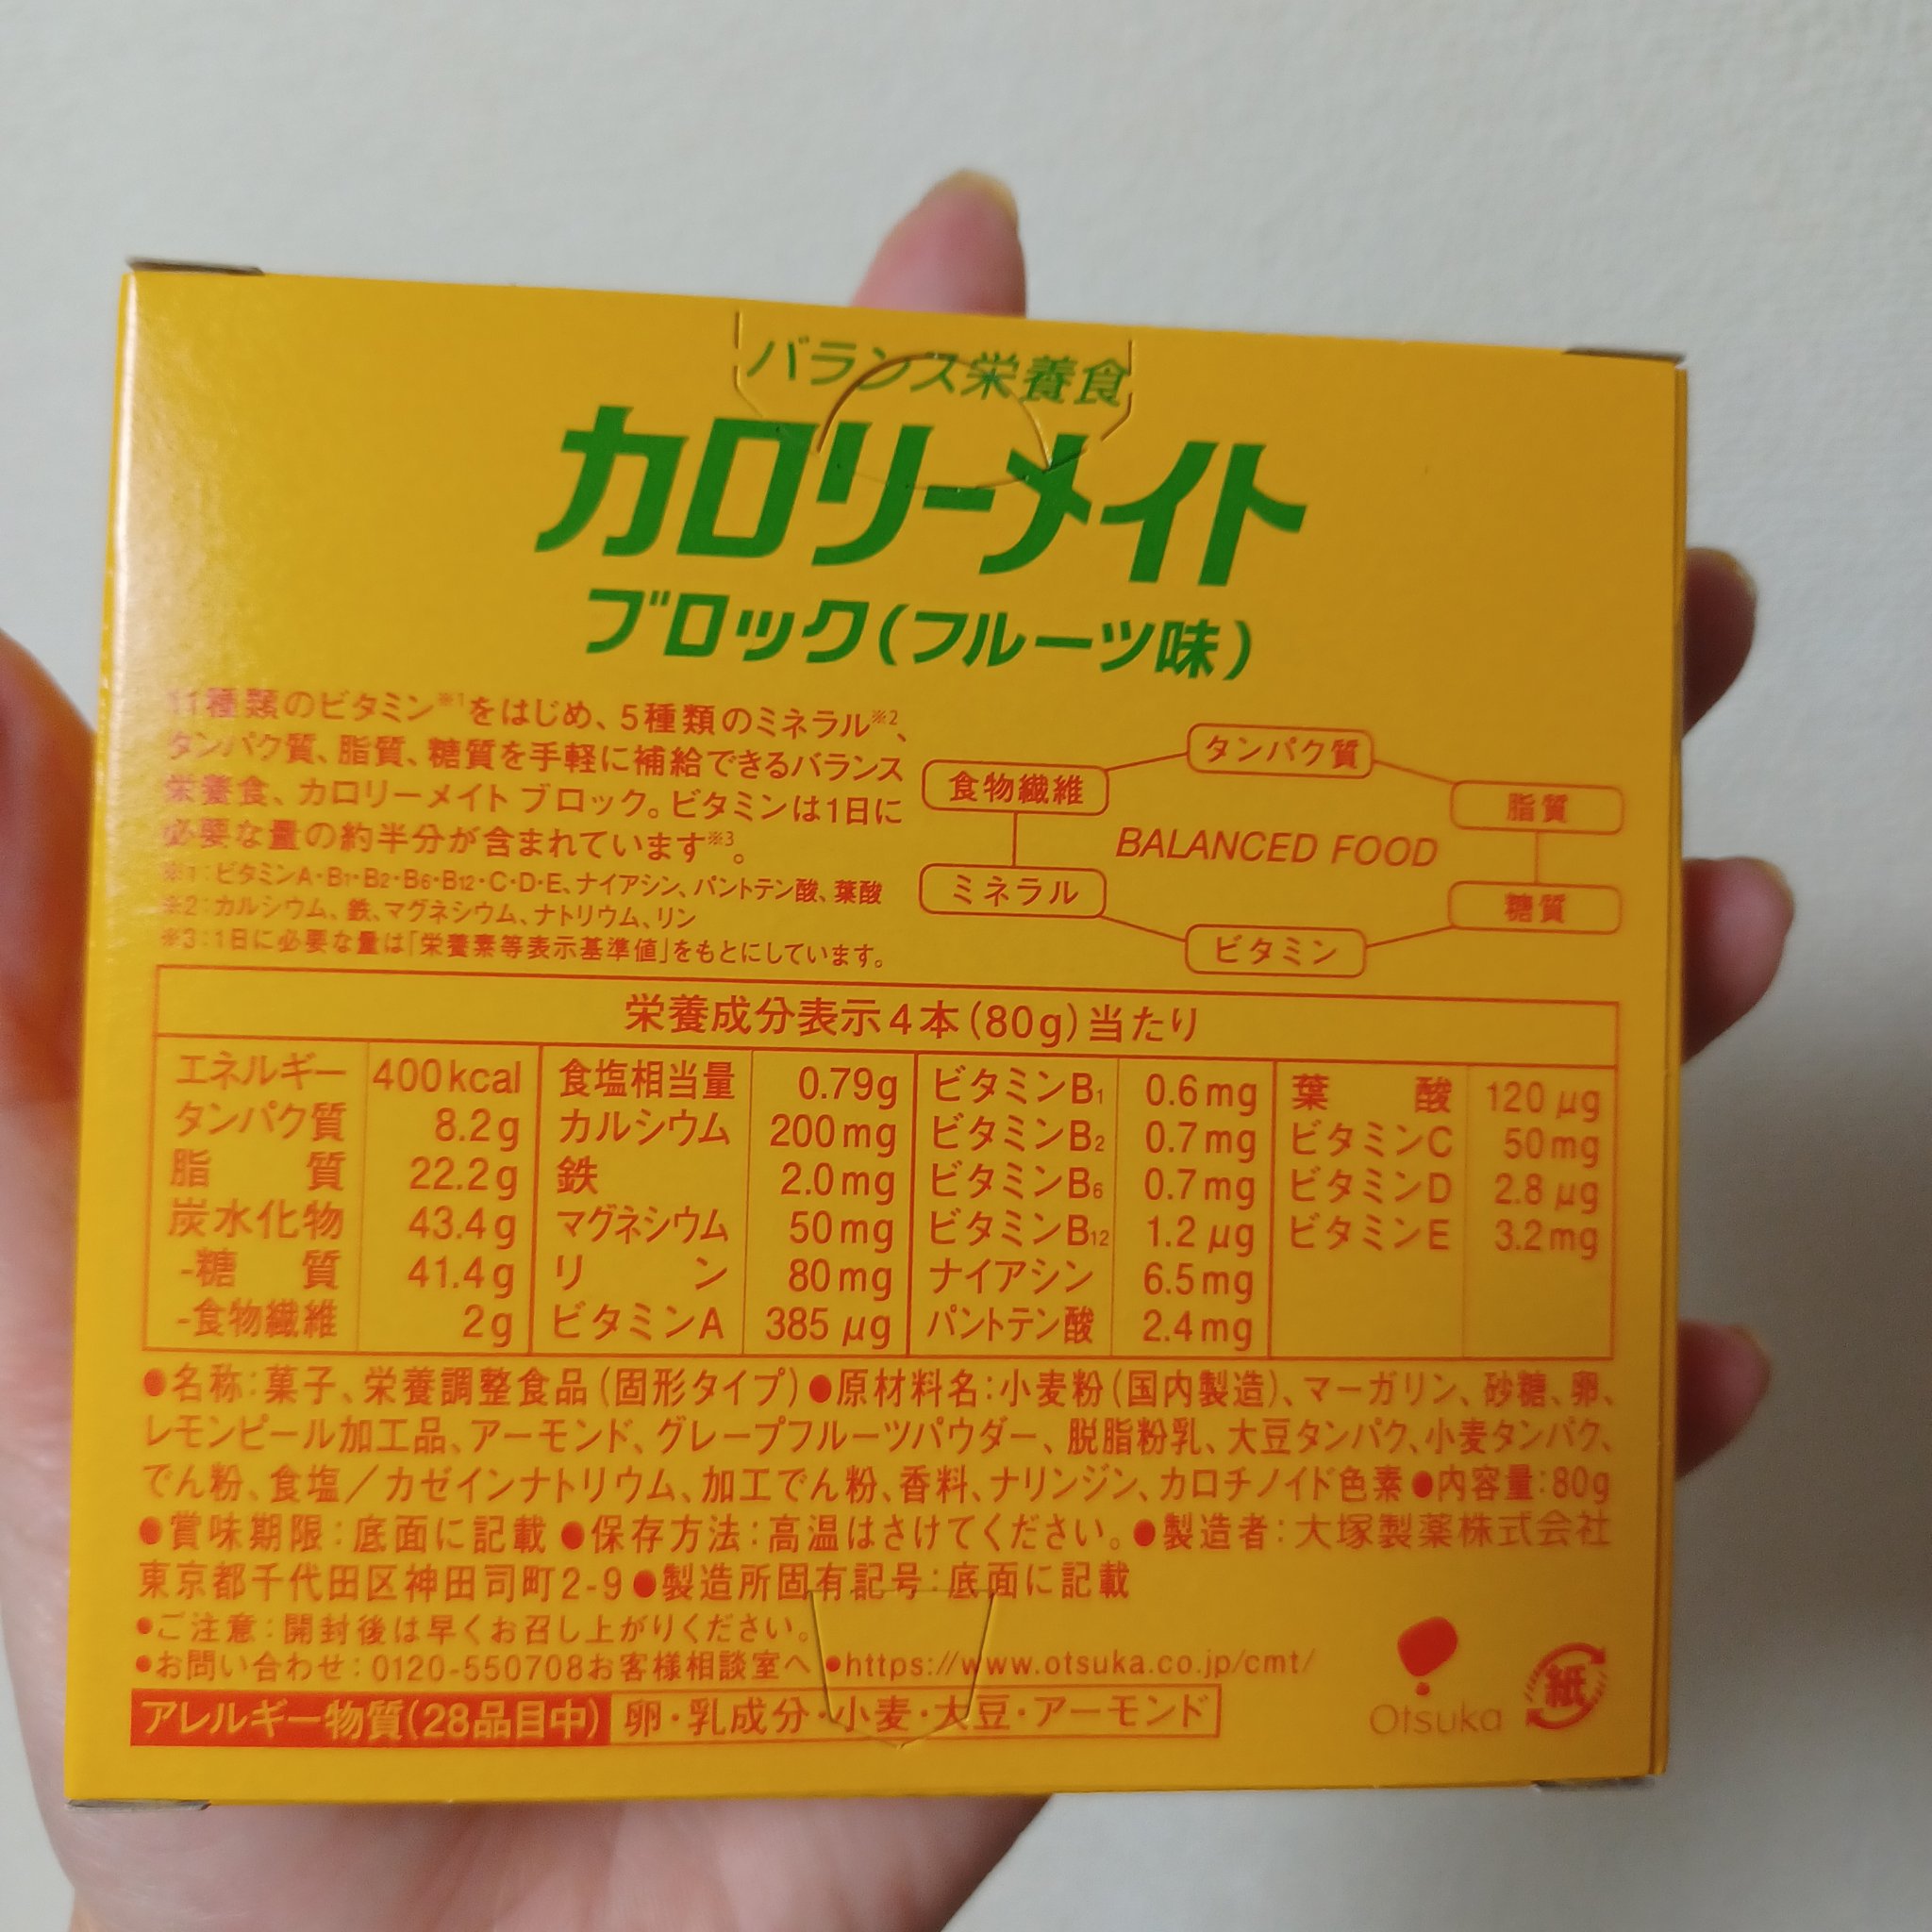 バランス栄養食
カロリーメイト
ブロック(フルーツ味)
11種類のビタミン※1をはじめ、5種類のミネラル※2、
タンパク質、脂質、糖質を手軽に補給できるバランス
栄養食、カロリーメイト ブロック。ビタミンは1日に
必要な量の約半分が含まれています※3。
※1:ビタミンA・B1・B2・B6・B12・C・D・E、ナイアシン、パントテン酸、葉酸
※2:カルシウム、鉄、マグネシウム、ナトリウム、リン
※3:1日に必要な量は「栄養素等表示基準値」をもとにしています。
タンパク質
食物繊維
脂質
BALANCED FOOD
ミネラル
糖質
ビタミン
栄養成分表示4本(80g)当たり
エネルギー 400kcal 食塩相当量 0.79g ビタミンB1 0.6mg 葉酸 120μg
タンパク質 8.2g カルシウム 200mg ビタミンB2 0.7mg ビタミンC 50mg
脂質 22.2g 鉄 2.0mg ビタミンB6 0.7mg ビタミンD 2.8μg
炭水化物 43.4g マグネシウム 50mg ビタミンB12 1.2μg ビタミンE 3.2mg
-糖質 41.4g リン 80mg ナイアシン 6.5mg
-食物繊維 2g ビタミンA 385μg パントテン酸 2.4mg
●名称:菓子、栄養調整食品(固形タイプ)●原材料名:小麦粉(国内製造)、マーガリン、砂糖、卵、
レモンピール加工品、アーモンド、グレープフルーツパウダー、脱脂粉乳、大豆タンパク、小麦タンパク、
でん粉、食塩/カゼインナトリウム、加工でん粉、香料、ナリンジン、カロチノイド色素●内容量:80g
●賞味期限:底面に記載●保存方法:高温はさけてください。●製造者:大塚製薬株式会社
東京都千代田区神田司町2-9●製造所固有記号:底面に記載
●ご注意:開封後は早くお召し上がりください。
●お問い合わせ:0120-550708お客様相談室へ●https://www.otsuka.co.jp/cmt/
アレルギー物質(28品目中) 卵・乳成分・小麦・大豆・アーモンド
Otsuka
紙